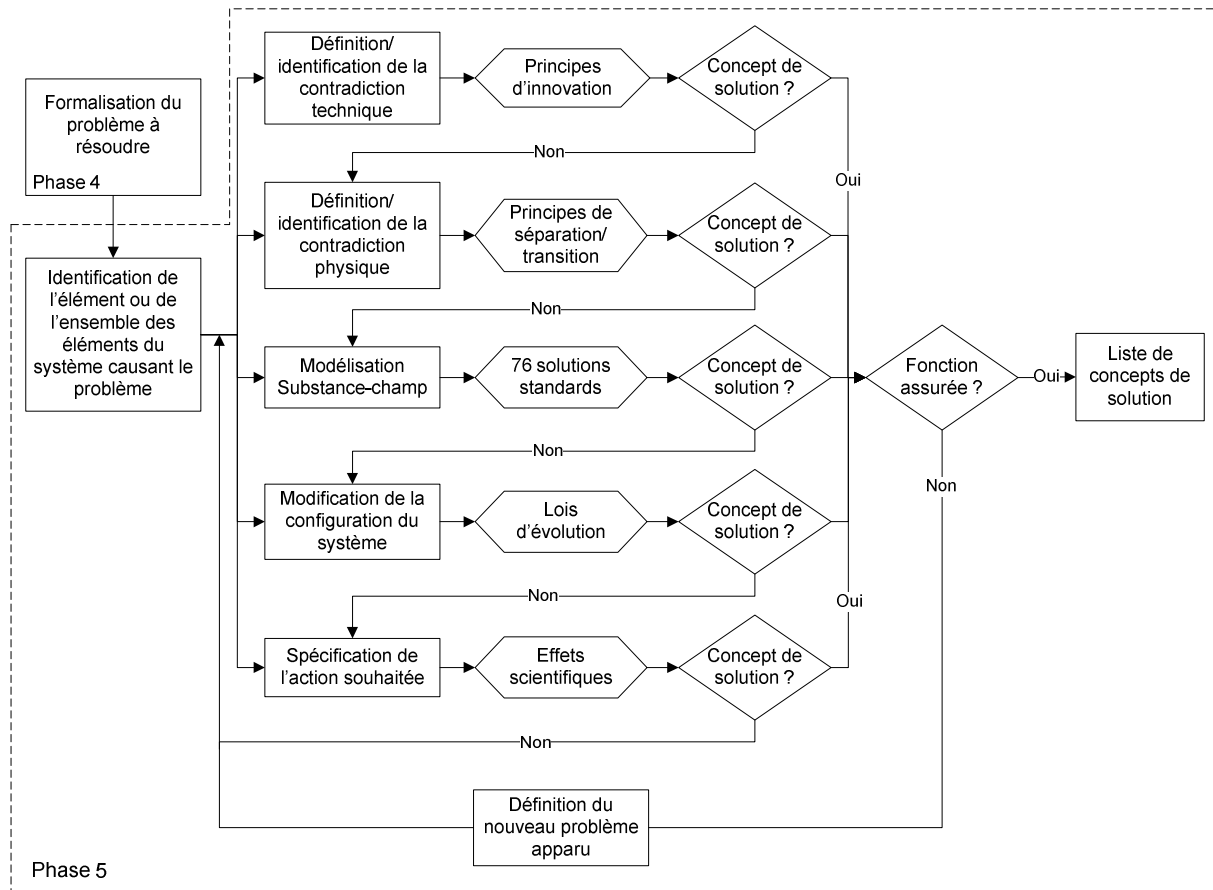 Formalisation du
problème à
résoudre
Phase 4
Identification de
l'élément ou de
l'ensemble des
éléments du
système causant le
problème
Définition/
identification de la
contradiction
technique
Principes
d'innovation
Concept de
solution ?
Non
Oui
Définition/
identification de la
contradiction
physique
Principes de
séparation/
transition
Concept de
solution ?
Non
Modélisation
Substance-champ
76 solutions
standards
Concept de
solution ?
Non
Fonction
assurée ?
Oui
Liste de
concepts de
solution
Non
Modification de la
configuration du
système
Lois
d'évolution
Concept de
solution ?
Non
Oui
Spécification de
l'action souhaitée
Effets
scientifiques
Concept de
solution ?
Non
Définition du
nouveau problème
apparu
Phase 5